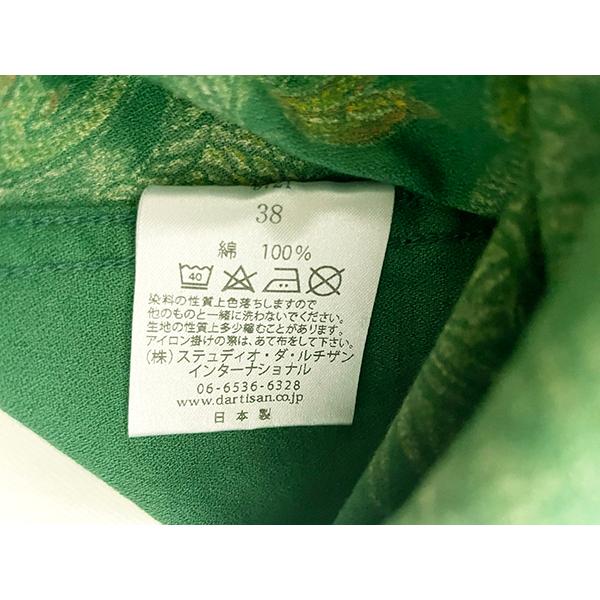 38
綿 100%
40
染料の性質上色落ちしますので
他のものと一緒に洗わないでください。
生地の性質上多少縮むことがあります。
アイロン掛けの際は、あて布をして下さい。
(株)ステュディオ・ダ・ルチザン
インターナショナル
06-6536-6328
www.dartisan.co.jp
日本製